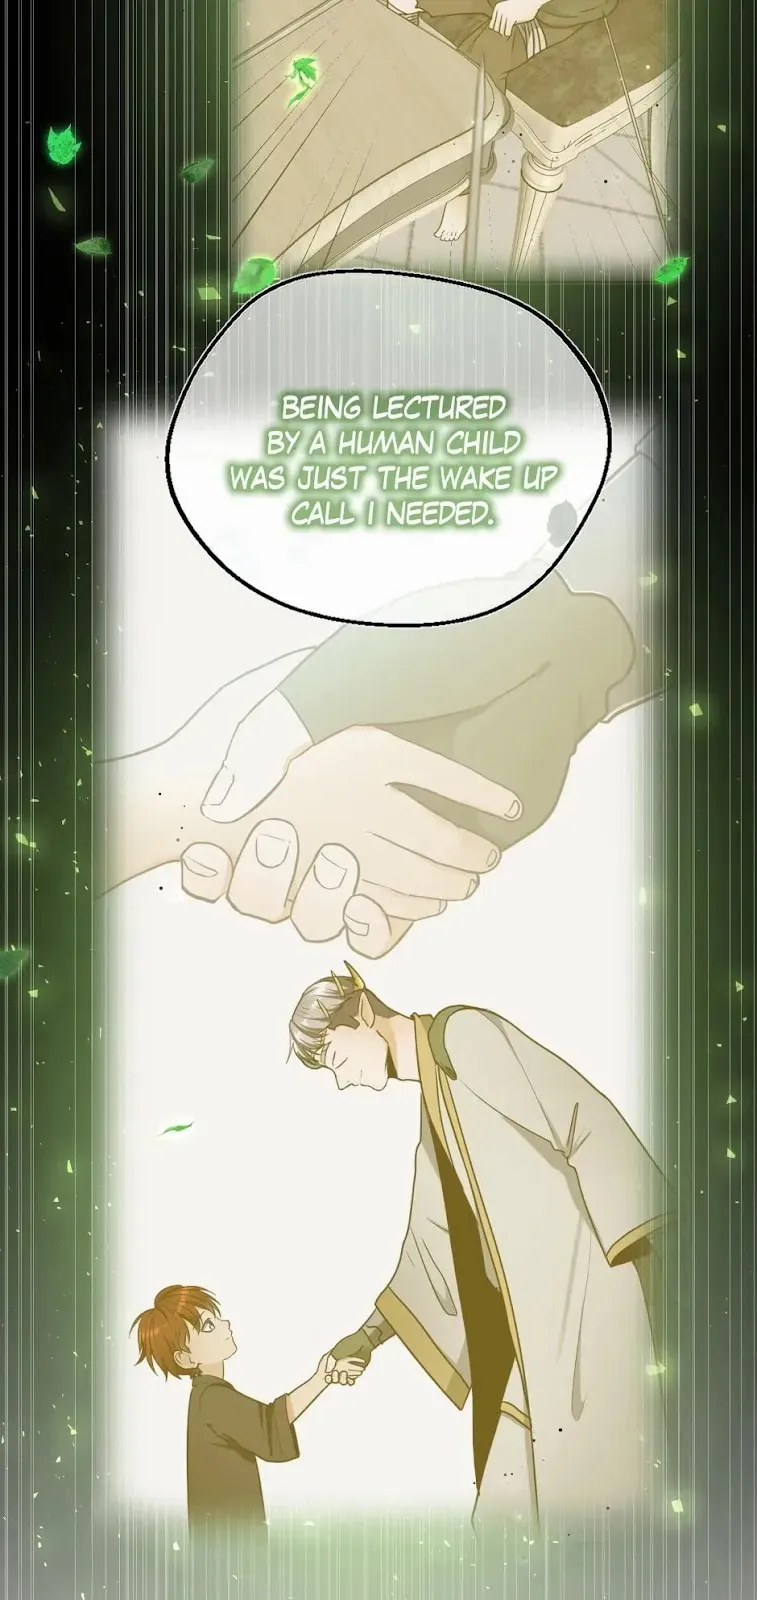 BEING LECTURED
BY A HUMAN CHILD
WAS JUST THE WAKE UP
CALL I NEEDED.